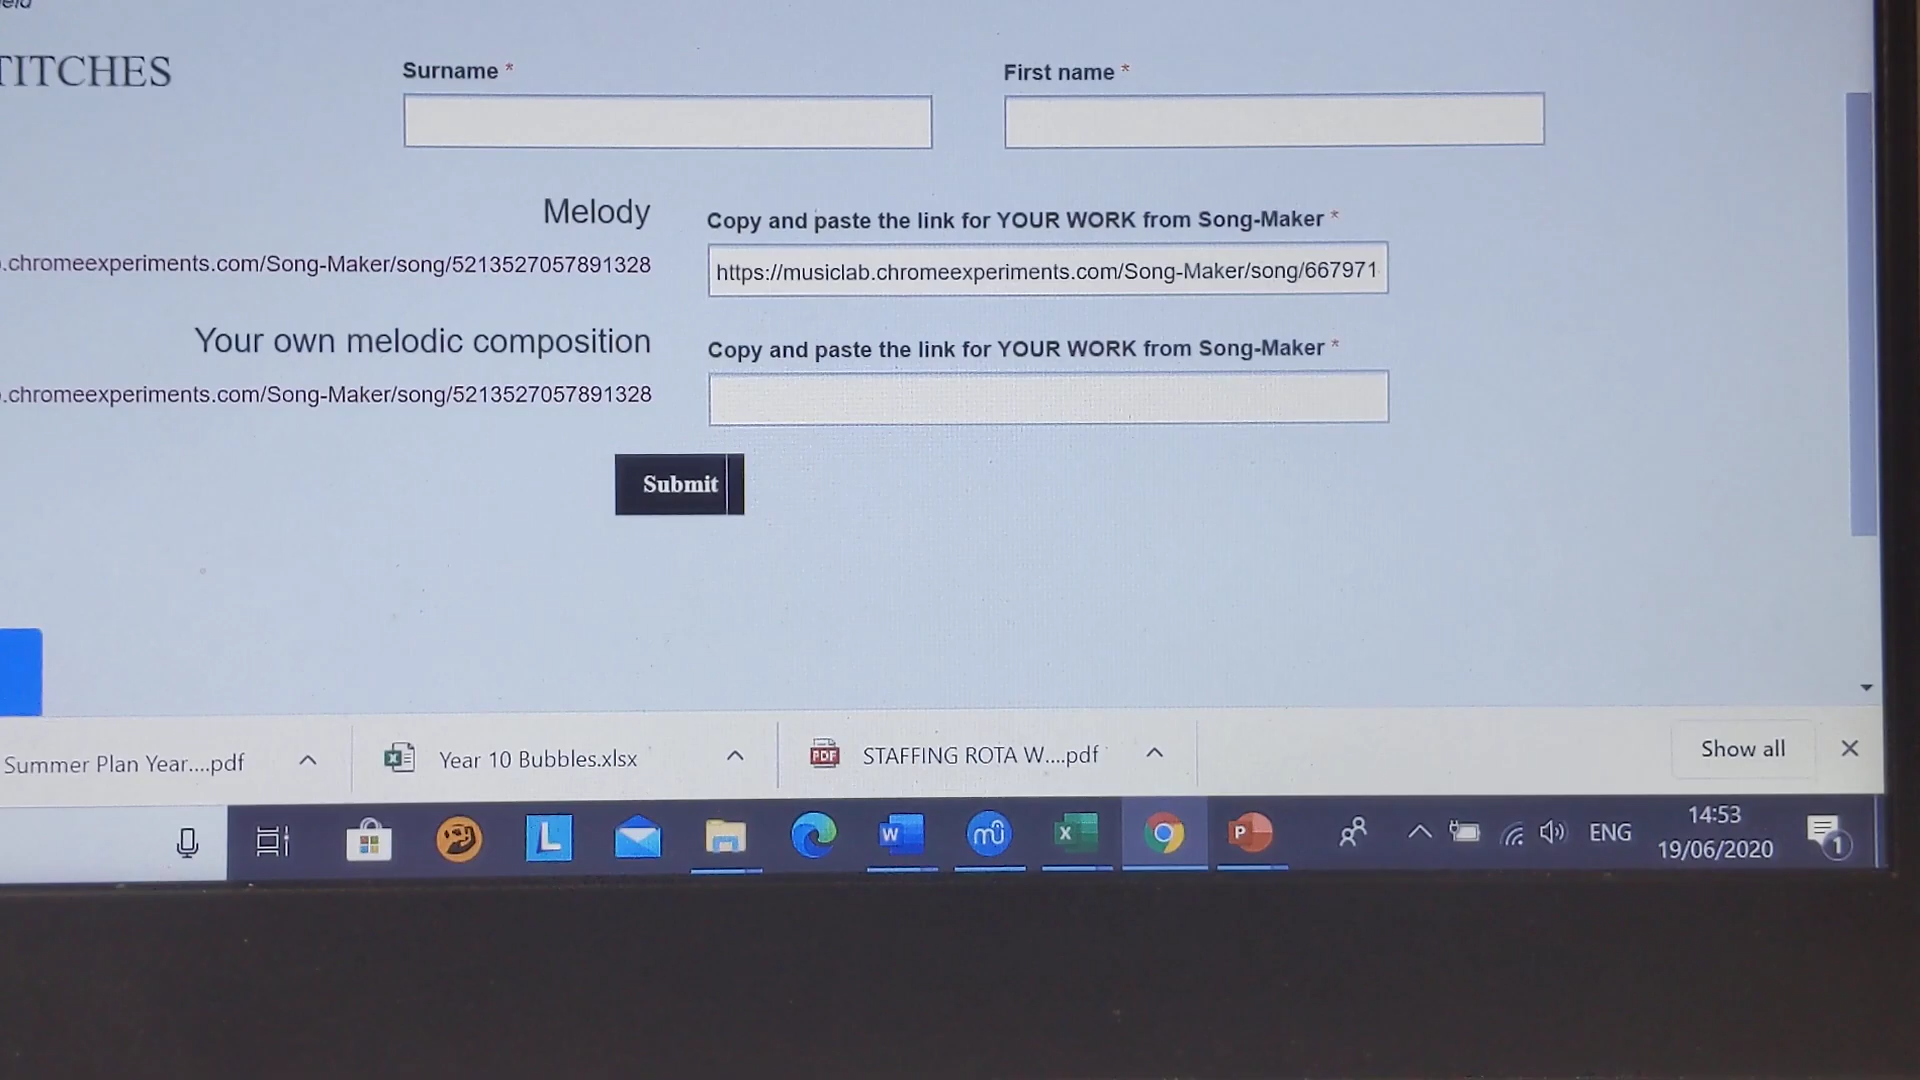 TITCHES
Surname *
First name *
Melody
Copy and paste the link for YOUR WORK from Song-Maker *
.chromeexperiments.com/Song-Maker/song/5213527057891328
https://musiclab.chromeexperiments.com/Song-Maker/song/667971
Your own melodic composition
Copy and paste the link for YOUR WORK from Song-Maker *
.chromeexperiments.com/Song-Maker/song/5213527057891328
Submit
Summer Plan Year....pdf
Year 10 Bubbles.xlsx
PDF
STAFFING ROTA W....pdf
Show all
L
W
mü
X
P
ENG
14:53
19/06/2020
1